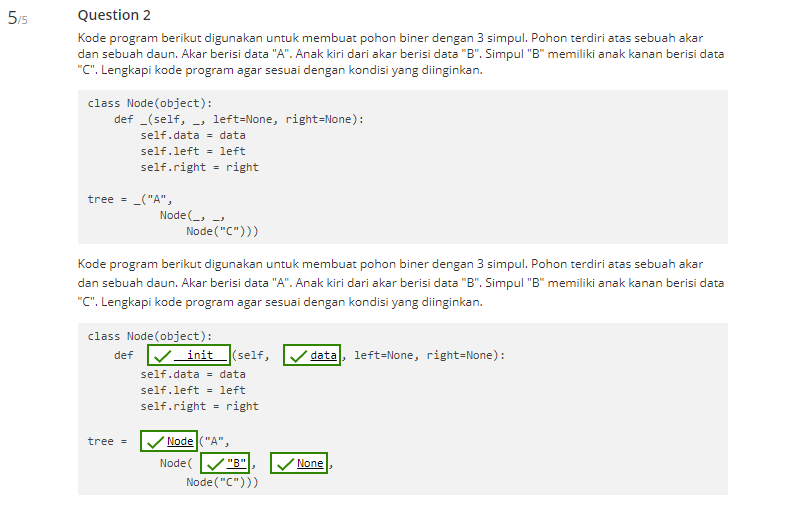 5/5
Question 2
Kode program berikut digunakan untuk membuat pohon biner dengan 3 simpul. Pohon terdiri atas sebuah akar
dan sebuah daun. Akar berisi data "A". Anak kiri dari akar berisi data "B". Simpul "B" memiliki anak kanan berisi data
"C". Lengkapi kode program agar sesuai dengan kondisi yang diinginkan.
class Node(object):
    def _(self, _, left=None, right=None):
        self.data = data
        self.left = left
        self.right = right
tree = _("A",
           Node(_, _,
               Node("C")))
Kode program berikut digunakan untuk membuat pohon biner dengan 3 simpul. Pohon terdiri atas sebuah akar
dan sebuah daun. Akar berisi data "A". Anak kiri dari akar berisi data "B". Simpul "B" memiliki anak kanan berisi data
"C". Lengkapi kode program agar sesuai dengan kondisi yang diinginkan.
class Node(object):
    def __init__(self, data, left=None, right=None):
        self.data = data
        self.left = left
        self.right = right
tree = Node("A",
           Node( "B", None,
               Node("C")))